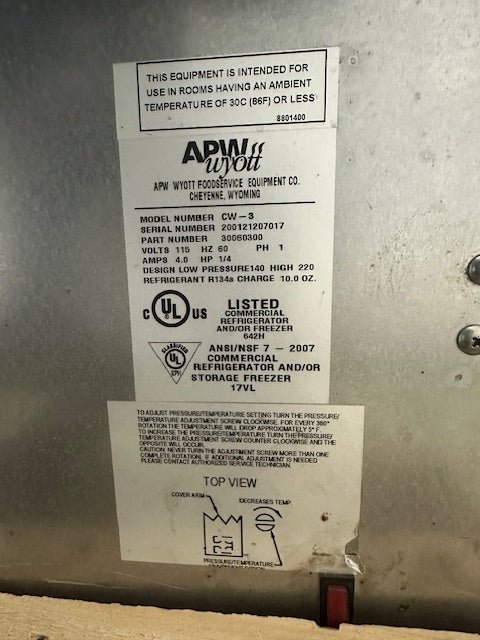 THIS EQUIPMENT IS INTENDED FOR
USE IN ROOMS HAVING AN AMBIENT
TEMPERATURE OF 30C (86F) OR LESS
8801400
APW
wyott
APW WYOTT FOODSERVICE EQUIPMENT CO.
CHEYENNE, WYOMING
MODEL NUMBER CW-3
SERIAL NUMBER 200121207017
PART NUMBER 30060300
VOLTS 115 HZ 60 PH 1
AMPS 4.0 HP 1/4
DESIGN LOW PRESSURE140 HIGH 220
REFRIGERANT R134a CHARGE 10.0 OZ.
C UL US
LISTED
COMMERCIAL
REFRIGERATOR
AND/OR FREEZER
642H
CLASSIFIED
UL
EPH
ANSI/NSF 7 - 2007
COMMERCIAL
REFRIGERATOR AND/OR
STORAGE FREEZER
17VL
TO ADJUST PRESSURE/TEMPERATURE SETTING TURN THE PRESSURE/
TEMPERATURE ADJUSTMENT SCREW CLOCKWISE. FOR EVERY 360°
ROTATION THE TEMPERATURE WILL DROP APPROXIMATELY 5° F.
TO INCREASE THE PRESSURE/TEMPERATURE TURN THE PRESSURE/
TEMPERATURE ADJUSTMENT SCREW COUNTER CLOCKWISE AND THE
OPPOSITE WILL OCCUR.
CAUTION: NEVER TURN THE ADJUSTMENT SCREW MORE THAN ONE
COMPLETE ROTATION. IF ADDITIONAL ADJUSTMENT IS NEEDED
PLEASE CONTACT AUTHORIZED SERVICE TECHNICIAN.
TOP VIEW
COVER ARM
DECREASES TEMP.
PRESSURE/TEMPERATURE